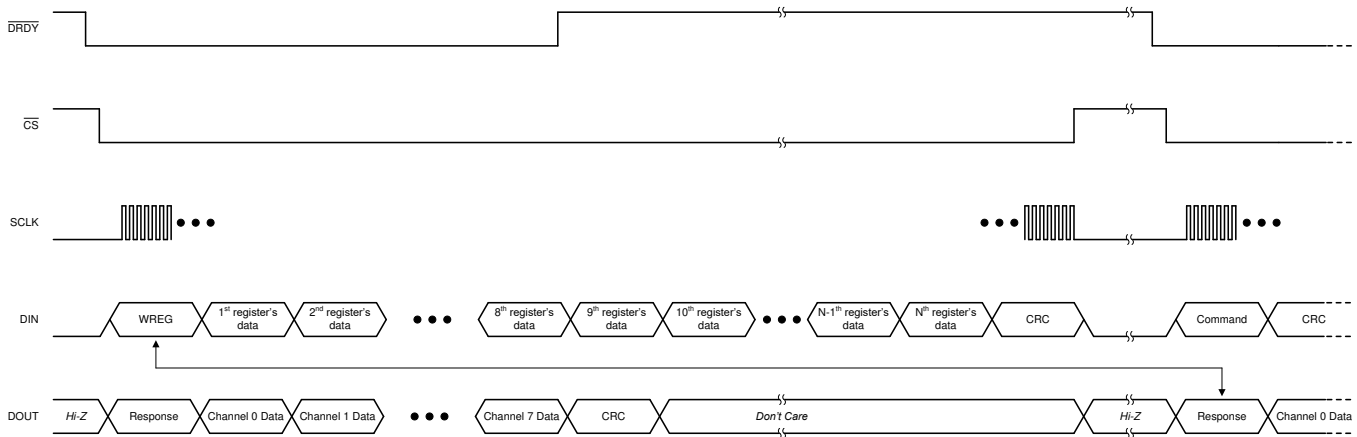 DRDY
CS
SCLK
DIN
WREG
1st register's
data
2nd register's
data
8th register's
data
9th register's
data
10th register's
data
N-1th register's
data
Nth register's
data
CRC
Command
CRC
DOUT
Hi-Z
Response
Channel 0 Data
Channel 1 Data
Channel 7 Data
CRC
Don't Care
Hi-Z
Response
Channel 0 Data